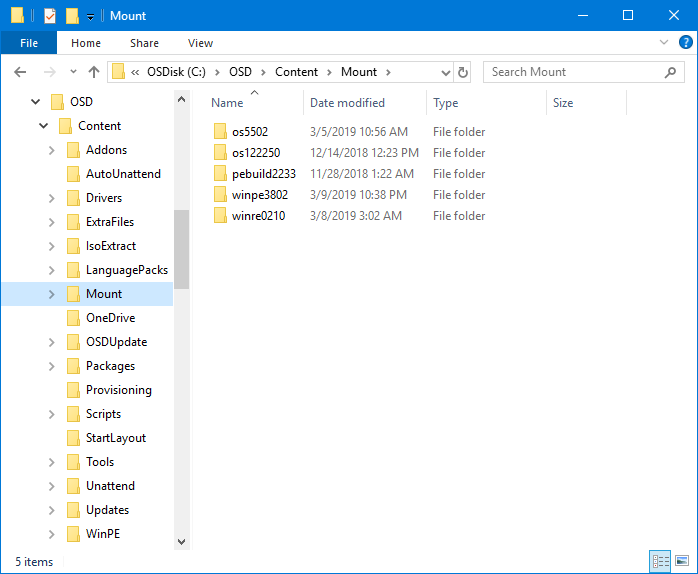 Mount
File Home Share View
« OSDisk (C:) > OSD > Content > Mount > Search Mount
OSD
Content
Addons
AutoUnattend
Drivers
ExtraFiles
IsoExtract
LanguagePacks
Mount
OneDrive
OSDUpdate
Packages
Provisioning
Scripts
StartLayout
Tools
Unattend
Updates
WinPE
Name Date modified Type Size
os5502 3/5/2019 10:56 AM File folder
os122250 12/14/2018 12:23 PM File folder
pebuild2233 11/28/2018 1:22 AM File folder
winpe3802 3/9/2019 10:38 PM File folder
winre0210 3/8/2019 3:02 AM File folder
5 items